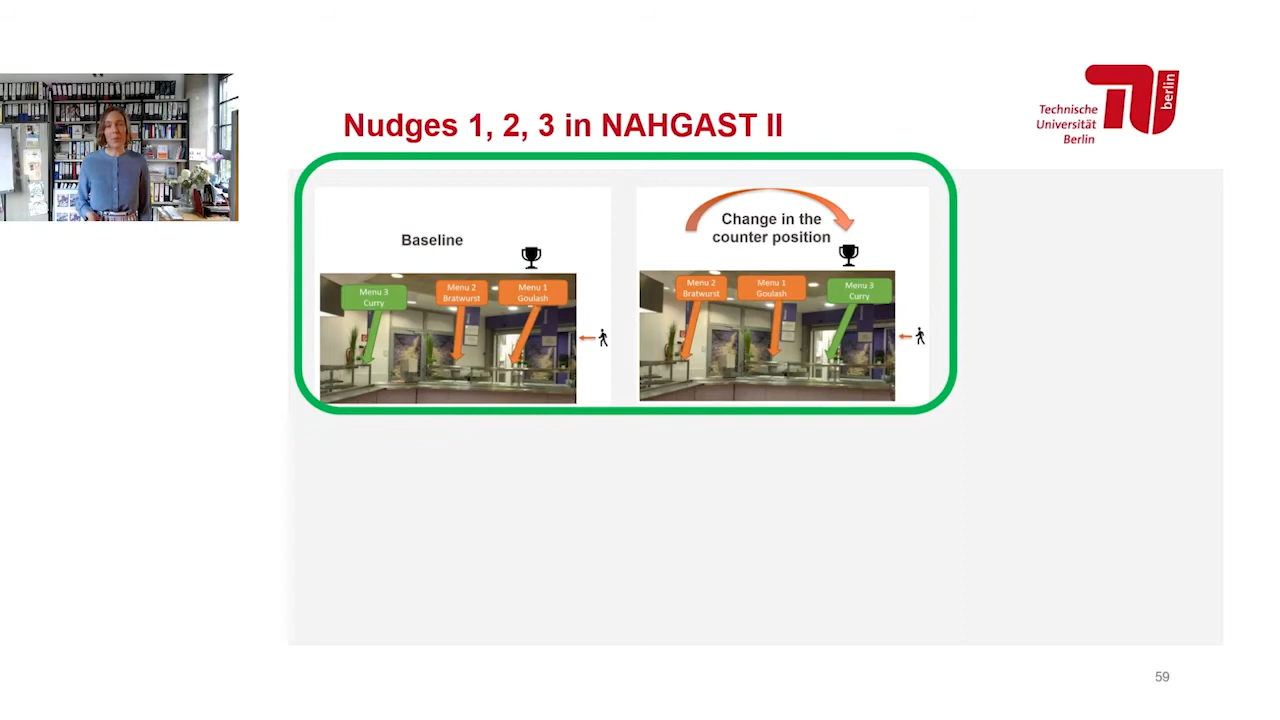 Nudges 1, 2, 3 in NAHGAST II
Technische
Universität
Berlin
berlin
Baseline
Menu 3
Curry
Menu 2
Bratwurst
Menu 1
Goulash
Change in the
counter position
Menu 2
Bratwurst
Menu 1
Goulash
Menu 3
Curry
59